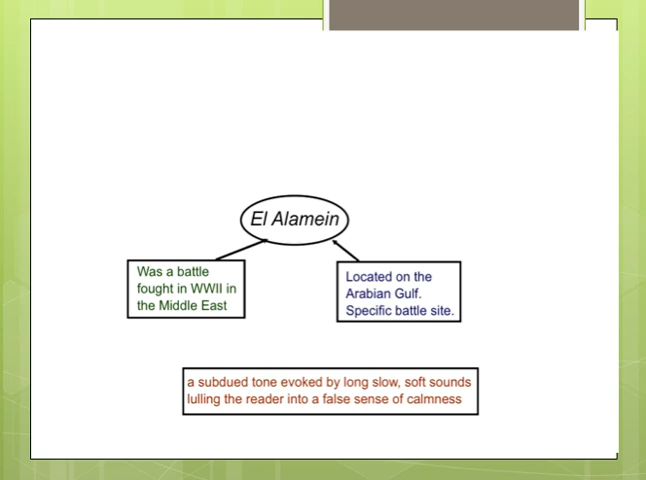 El Alamein
Was a battle
fought in WWII in
the Middle East
Located on the
Arabian Gulf.
Specific battle site.
a subdued tone evoked by long slow, soft sounds
lulling the reader into a false sense of calmness